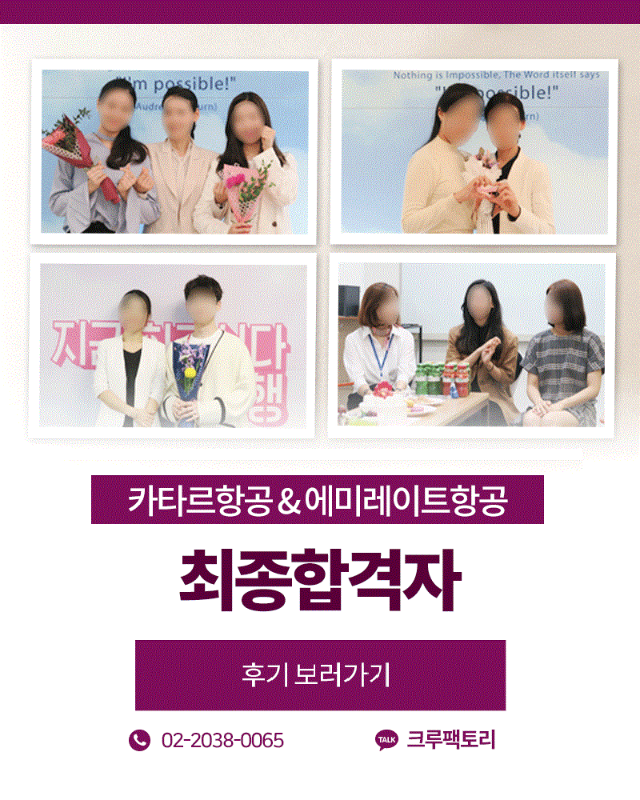 "I'm possible!"
Nothing is Impossible, The Word itself says
카타르항공 & 에미레이트항공
최종합격자
후기 보러가기
02-2038-0065
TALK 크루팩토리